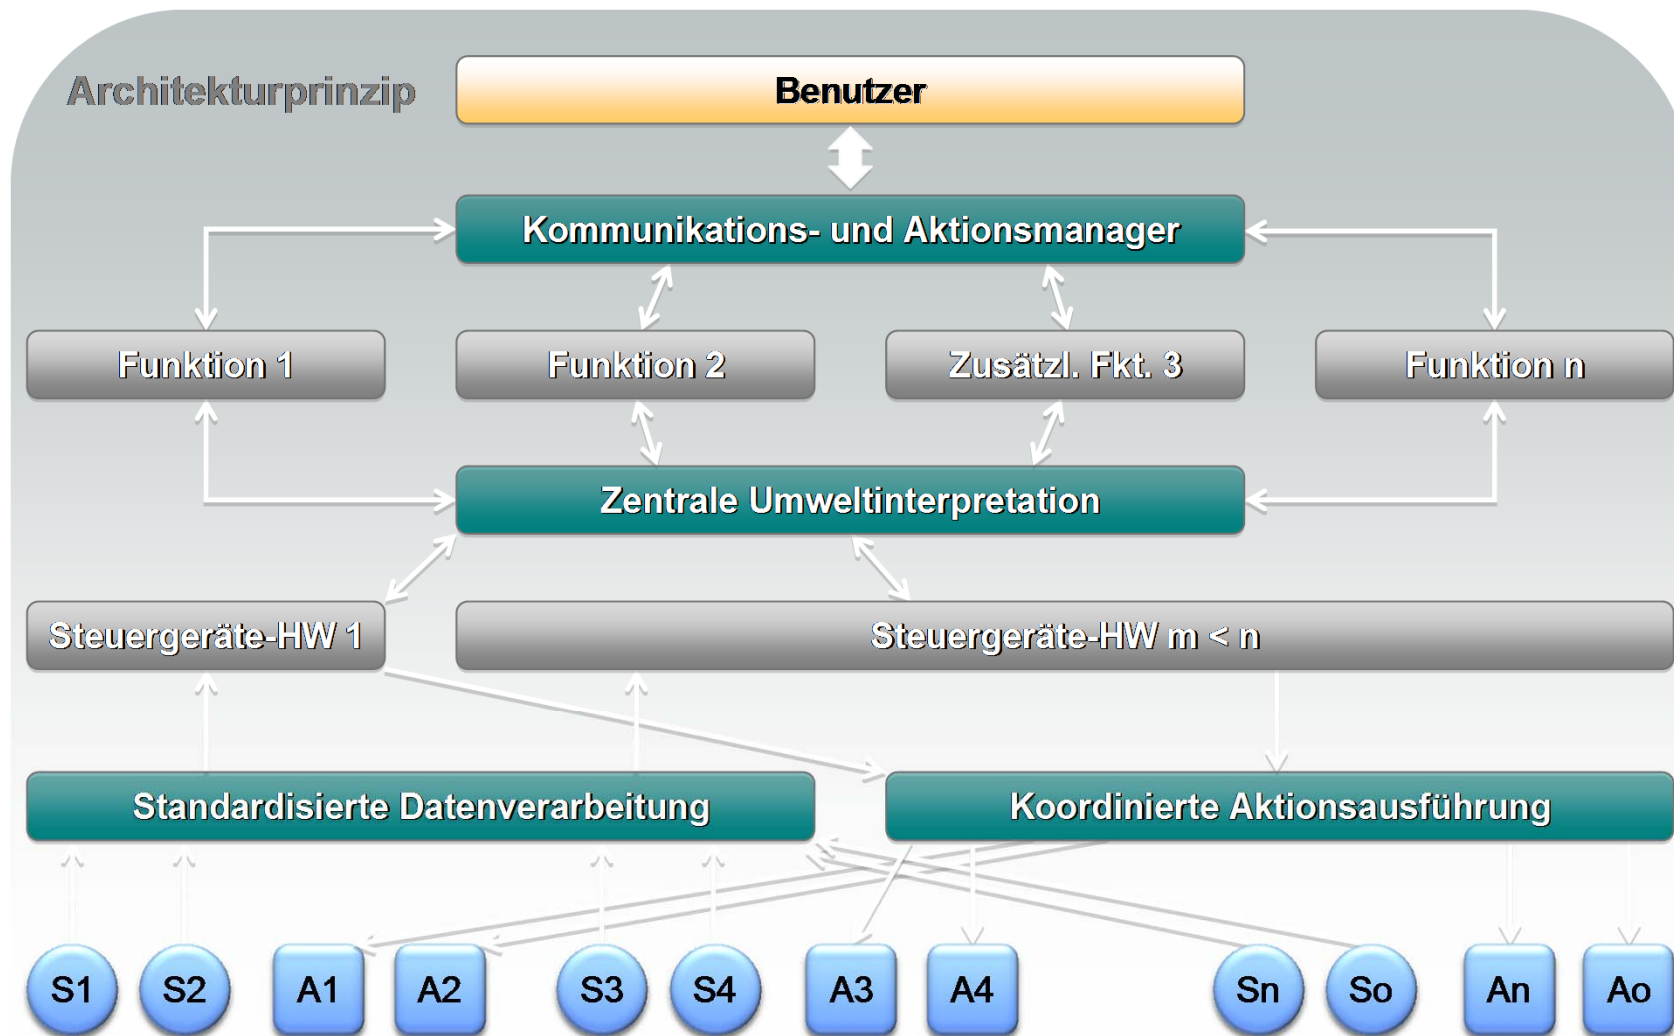 Architekturprinzip
Benutzer
Kommunikations- und Aktionsmanager
Funktion 1
Funktion 2
Zusätzl. Fkt. 3
Funktion n
Zentrale Umweltinterpretation
Steuergeräte-HW 1
Steuergeräte-HW m < n
Standardisierte Datenverarbeitung
Koordinierte Aktionsausführung
S1
S2
A1
A2
S3
S4
A3
A4
Sn
So
An
Ao